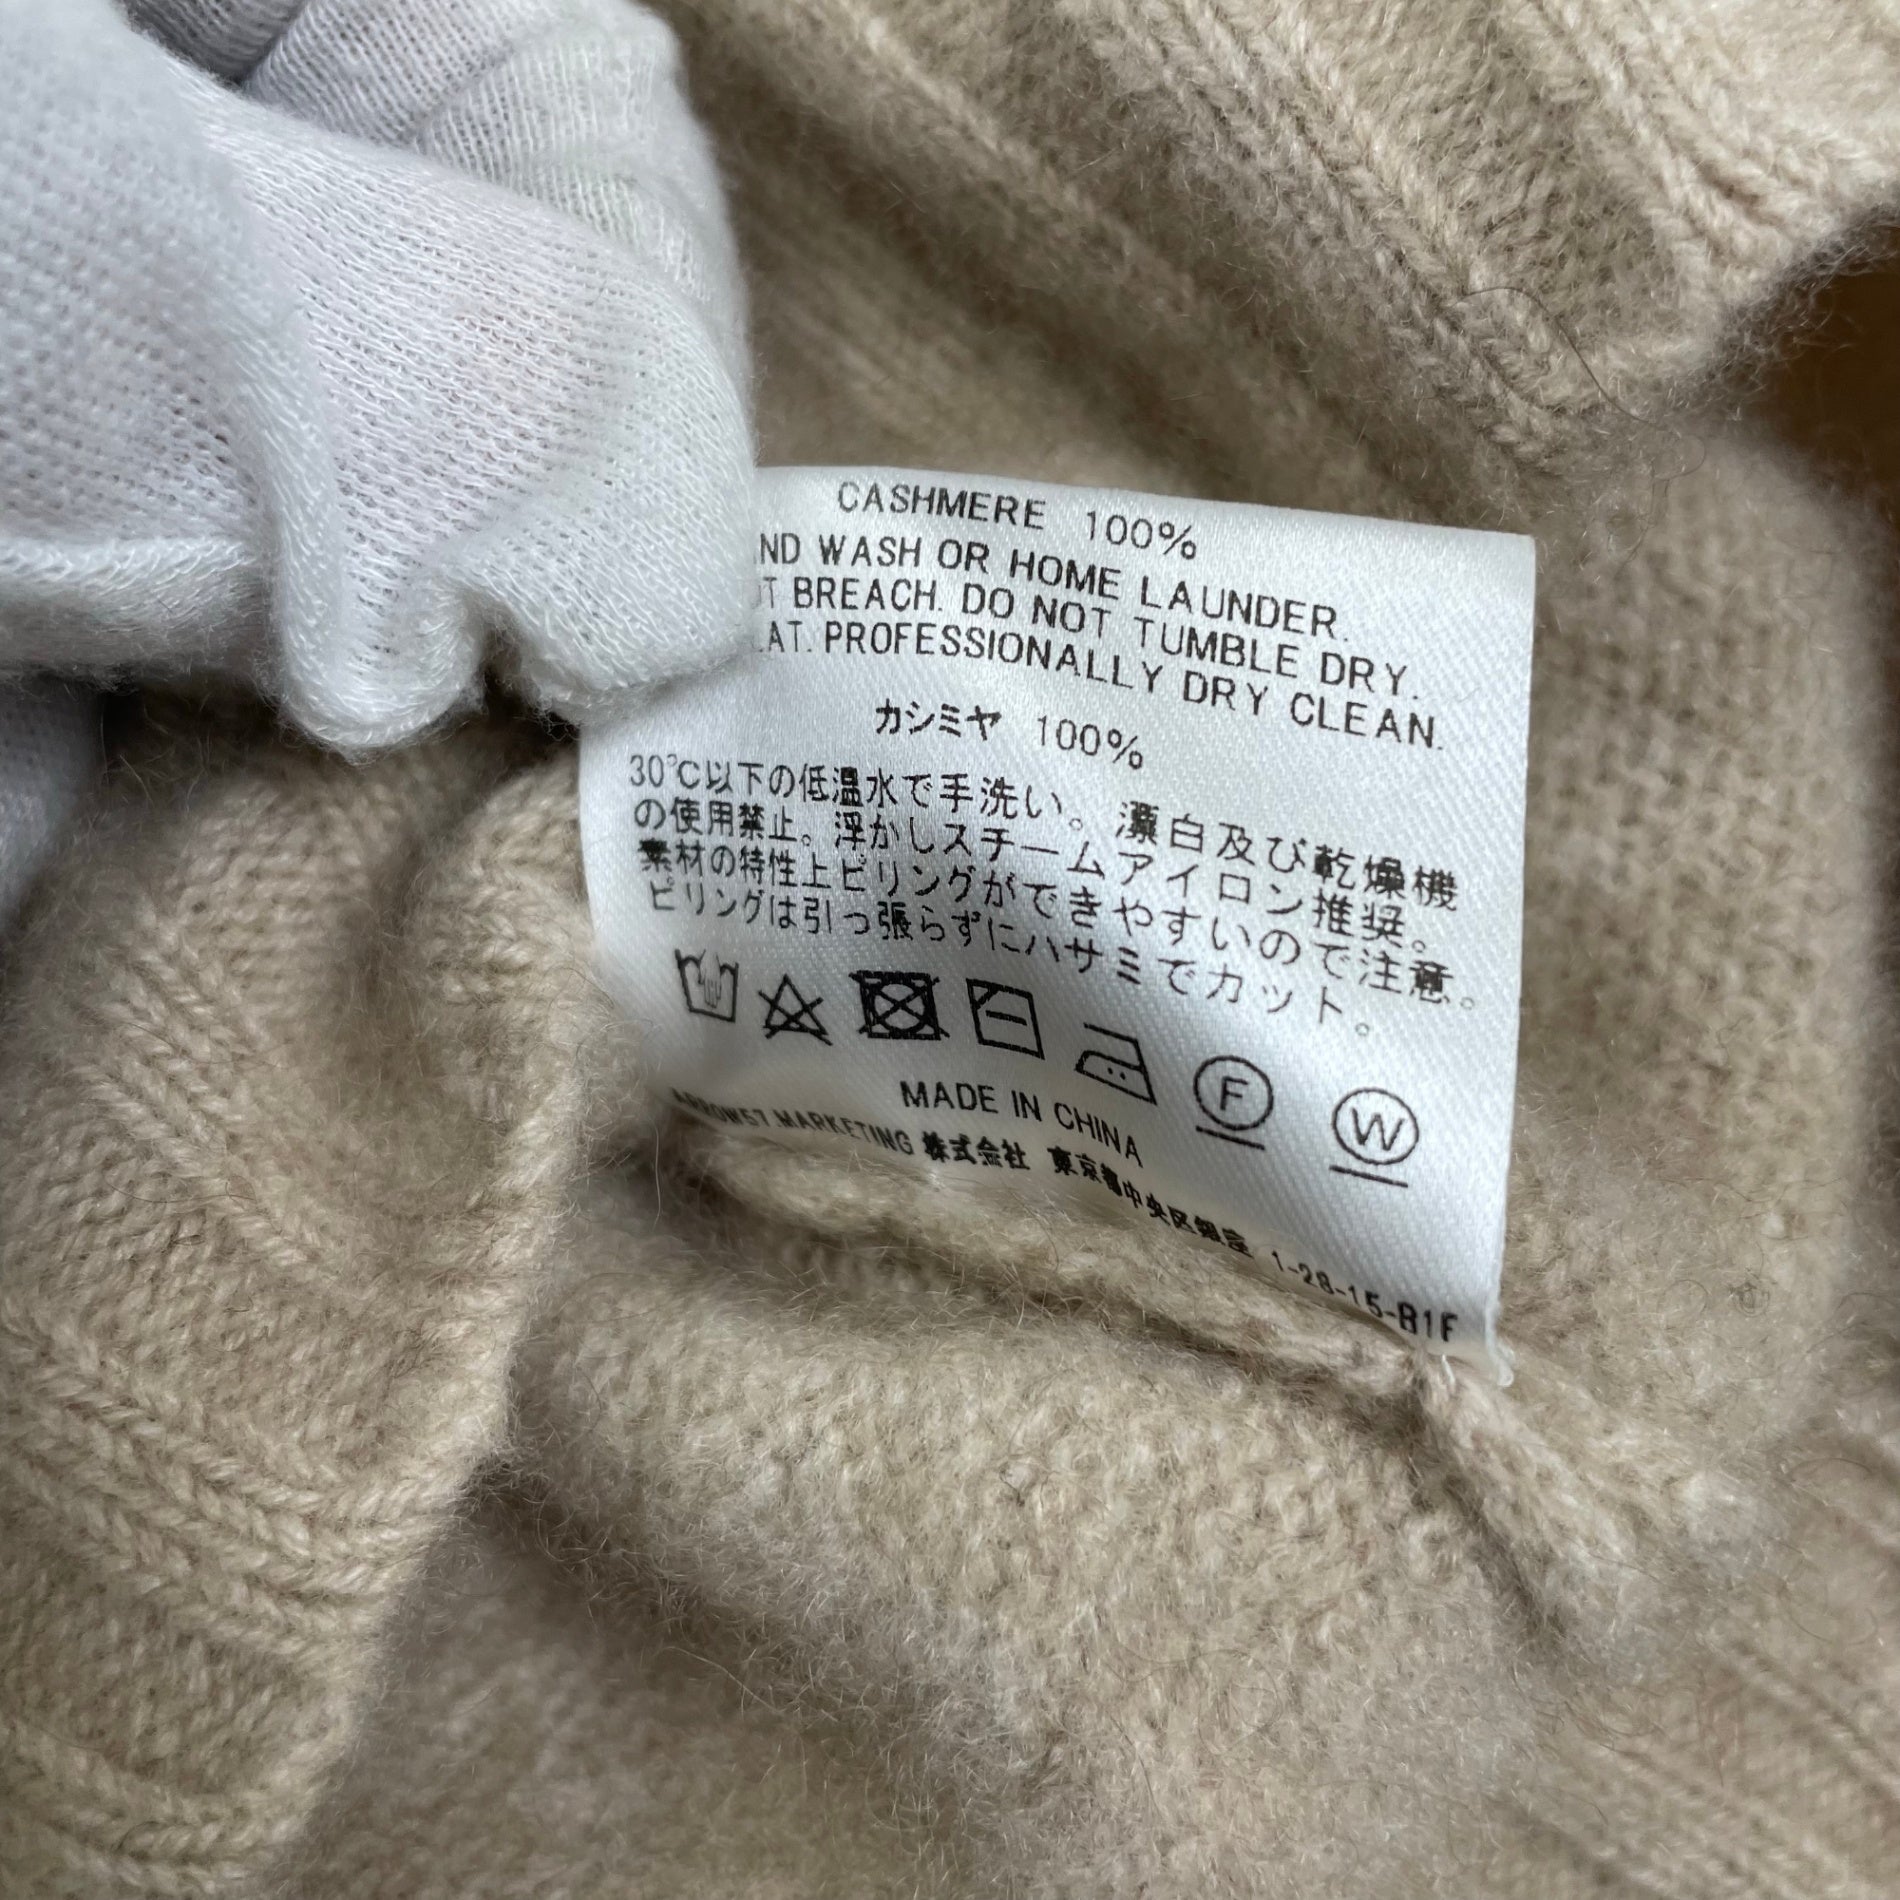 CASHMERE 100%
WASH OR HOME LAUNDER.
BREACH. DO NOT TUMBLE DRY.
PROFESSIONALLY DRY CLEAN.
カシミヤ 100%
30℃以下の低温水で手洗い。漂白及び乾燥機
の使用禁止。浮かしスチームアイロン推奨。
素材の特性上ピリングができやすいので注意。
ピリングは引っ張らずにハサミでカット。
F W
MADE IN CHINA
ARROW57.MARKETING 株式会社 東京都中央区銀座 1-28-15-B1F